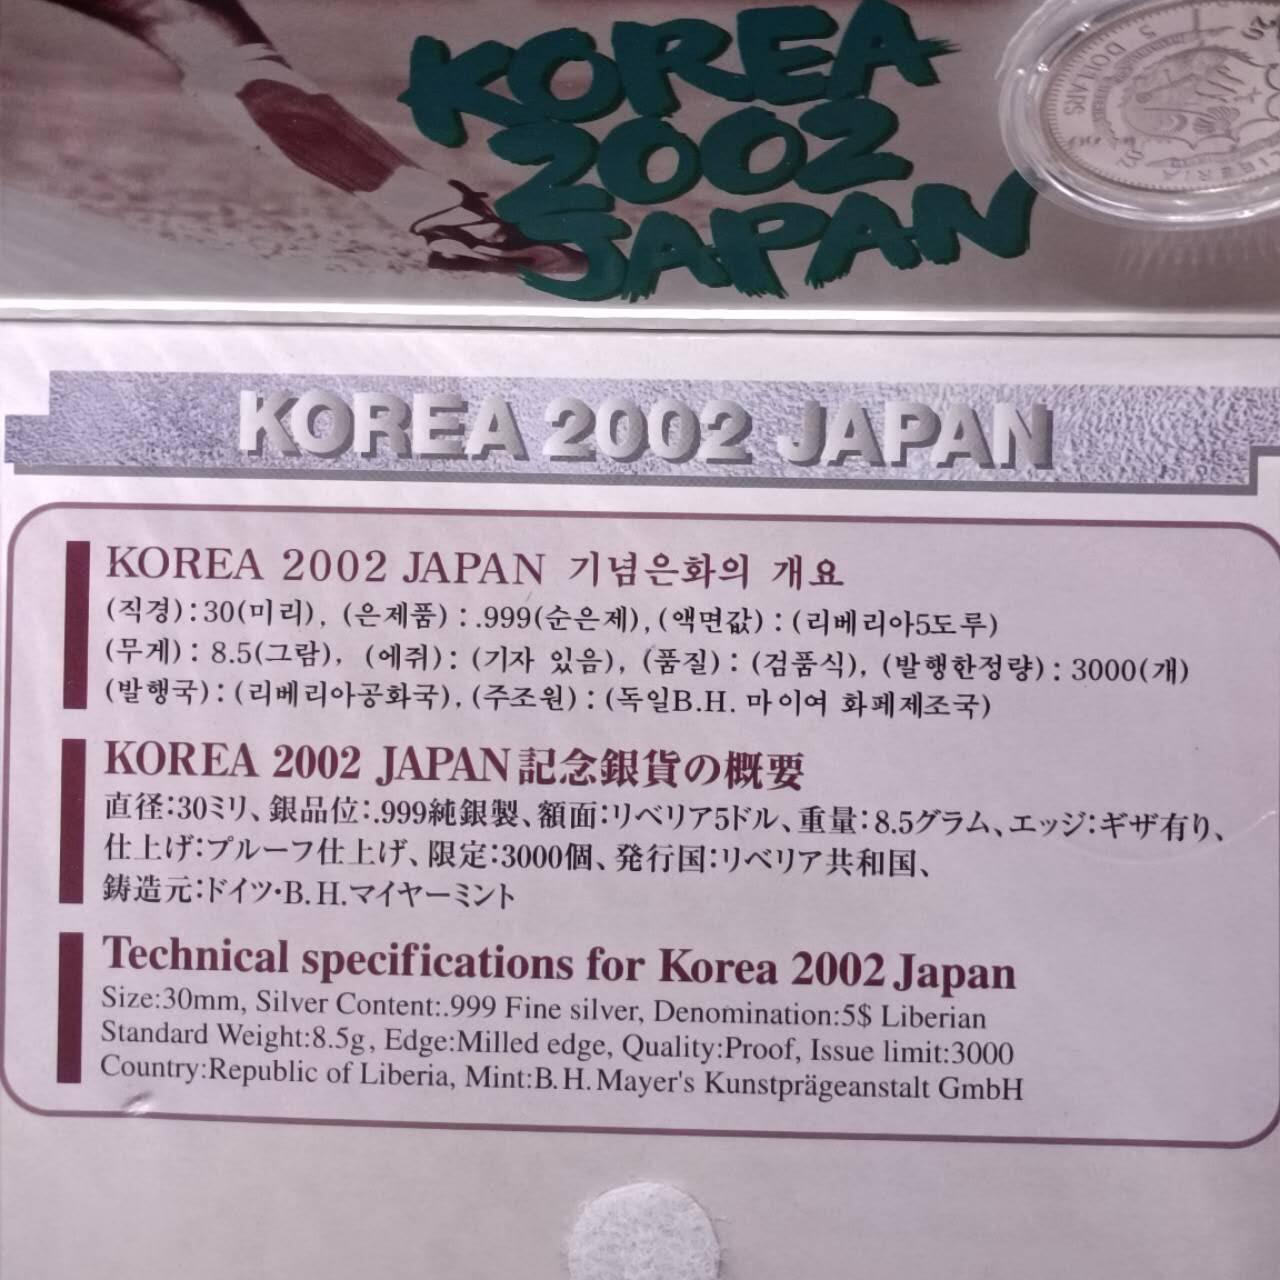 KOREA
2002
JAPAN
5 DOLLARS
KOREA 2002 JAPAN
KOREA 2002 JAPAN 기념은화의 개요
(직경) : 30(미리), (은제품) : .999(순은제), (액면값) : (리베리아5도루)
(무게) : 8.5(그람), (에쥐) : (기자 있음), (품질) : (검품식), (발행한정량) : 3000(개)
(발행국) : (리베리아공화국), (주조원) : (독일B.H. 마이여 화폐제조국)
KOREA 2002 JAPAN記念銀貨の概要
直径:30ミリ、銀品位:.999純銀製、額面:リベリア5ドル、重量:8.5グラム、エッジ:ギザ有り、
仕上げ:プルーフ仕上げ、限定:3000個、発行国:リベリア共和国、
鋳造元:ドイツ・B.H.マイヤーミント
Technical specifications for Korea 2002 Japan
Size:30mm, Silver Content:.999 Fine silver, Denomination:5$ Liberian
Standard Weight:8.5g, Edge:Milled edge, Quality:Proof, Issue limit:3000
Country:Republic of Liberia, Mint:B.H.Mayer's Kunstprägeanstalt GmbH